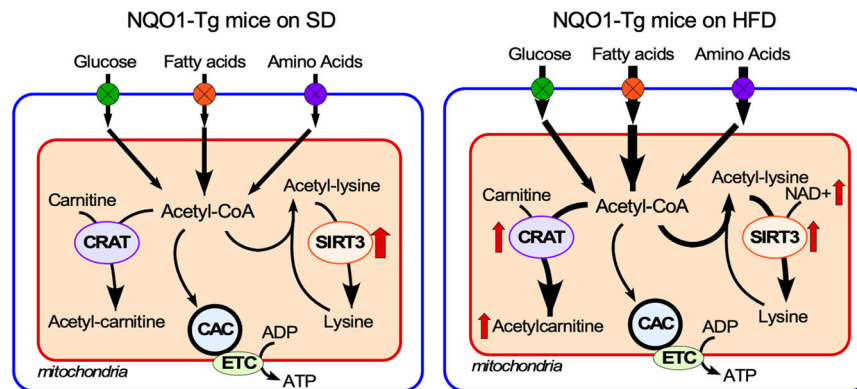 NQO1-Tg mice on SD
Glucose Fatty acids Amino Acids
Carnitine
Acetyl-lysine
Acetyl-CoA
CRAT
SIRT3
Acetyl-carnitine
Lysine
CAC
ADP
ETC
mitochondria
ATP
NQO1-Tg mice on HFD
Glucose Fatty acids Amino Acids
Acetyl-lysine
Carnitine
NAD+
Acetyl-CoA
CRAT
SIRT3
Acetylcarnitine
Lysine
CAC
ADP
ETC
mitochondria
ATP